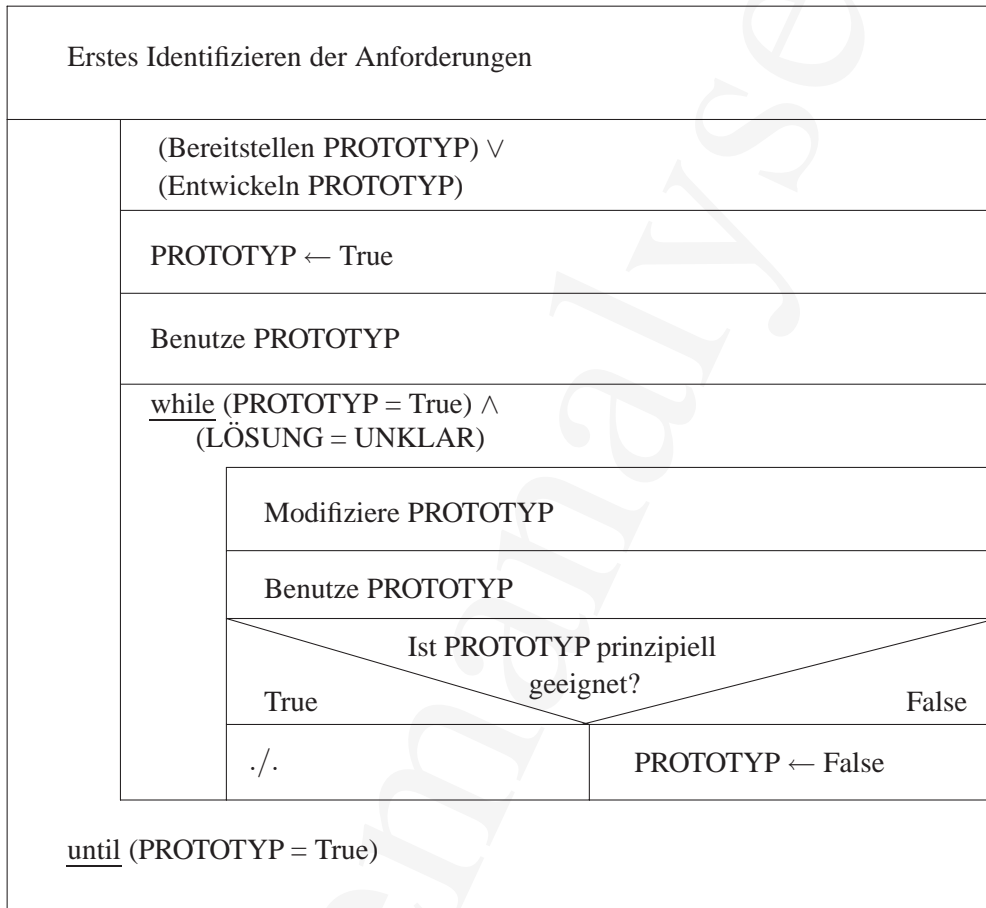 Erstes Identifizieren der Anforderungen
(Bereitstellen PROTOTYP) ∨
(Entwickeln PROTOTYP)
PROTOTYP ← True
Benutze PROTOTYP
while (PROTOTYP = True) ∧
(LÖSUNG = UNKLAR)
Modifiziere PROTOTYP
Benutze PROTOTYP
Ist PROTOTYP prinzipiell
geeignet?
True False
./. PROTOTYP ← False
until (PROTOTYP = True)
emanalyse